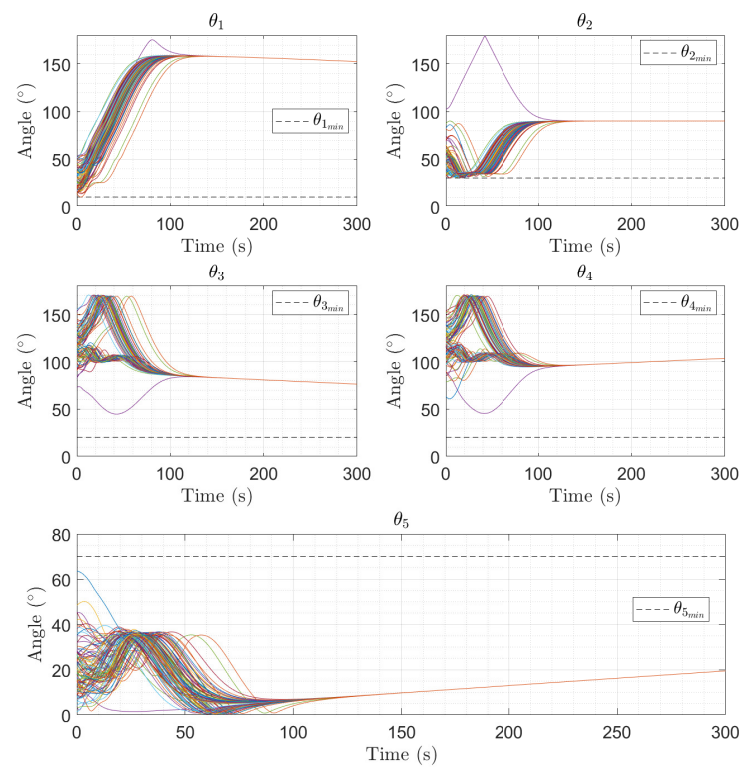 θ₁
Angle (°)
150
100
50
0
θ₁ₘᵢₙ
0 100 200 300
Time (s)
θ₂
Angle (°)
150
100
50
0
θ₂ₘᵢₙ
0 100 200 300
Time (s)
θ₃
Angle (°)
150
100
50
0
θ₃ₘᵢₙ
0 100 200 300
Time (s)
θ₄
Angle (°)
150
100
50
0
θ₄ₘᵢₙ
0 100 200 300
Time (s)
θ₅
Angle (°)
80
60
40
20
0
θ₅ₘᵢₙ
0 50 100 150 200 250 300
Time (s)